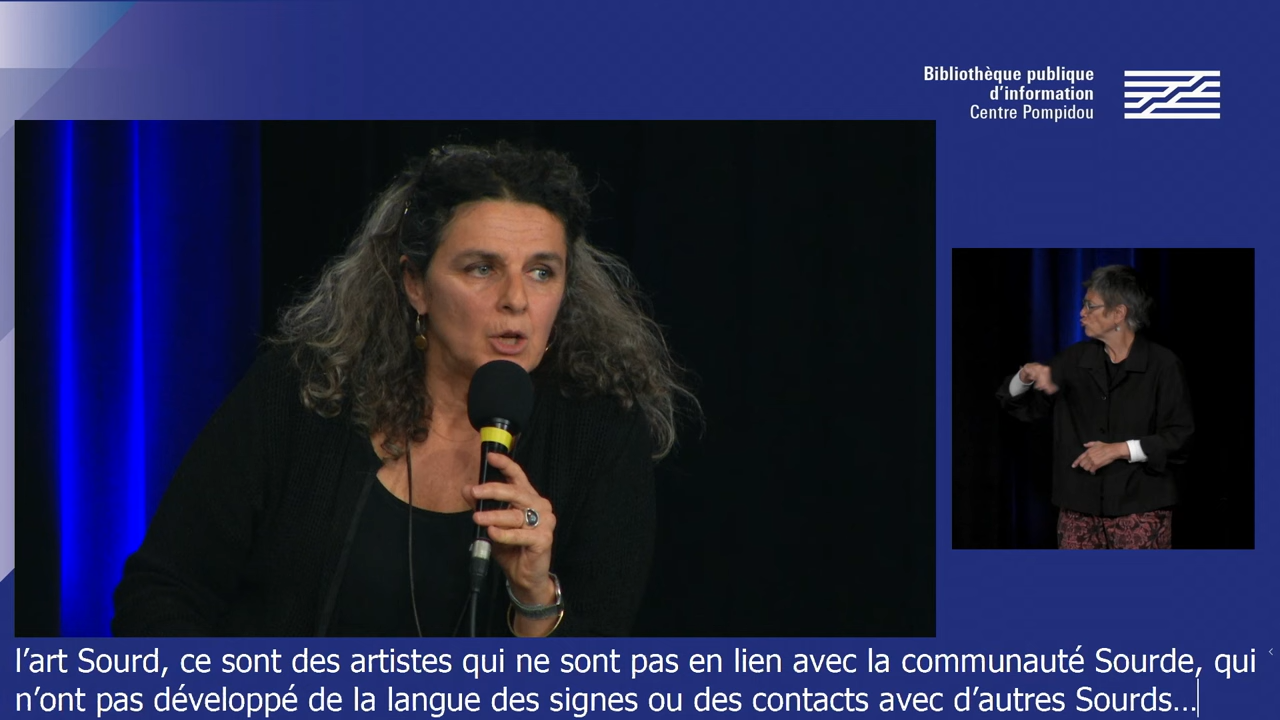 Bibliothèque publique
d’information
Centre Pompidou
l’art Sourd, ce sont des artistes qui ne sont pas en lien avec la communauté Sourde, qui
n’ont pas développé de la langue des signes ou des contacts avec d’autres Sourds...